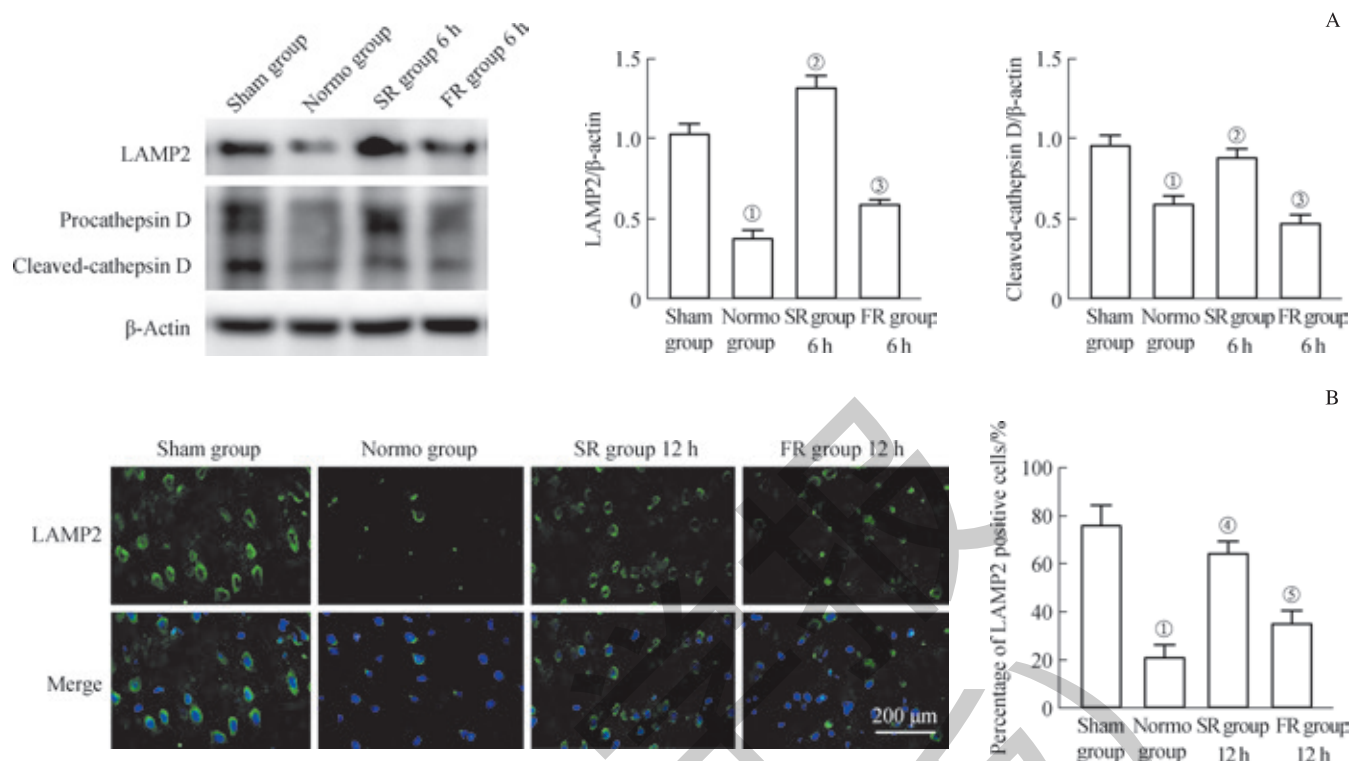 A
Sham group
Normo group
SR group 6 h
FR group 6 h
LAMP2
Procathepsin D
Cleaved-cathepsin D
β-Actin
LAMP2/β-actin
1.5
1.0
0.5
0
①
②
③
Sham group
Normo group
SR group 6 h
FR group 6 h
Cleaved-cathepsin D/β-actin
1.5
1.0
0.5
0
①
②
③
Sham group
Normo group
SR group 6 h
FR group 6 h
B
Sham group
Normo group
SR group 12 h
FR group 12 h
LAMP2
Merge
200 μm
Percentage of LAMP2 positive cells/%
100
80
60
40
20
0
①
④
⑤
Sham group
Normo group
SR group 12 h
FR group 12 h